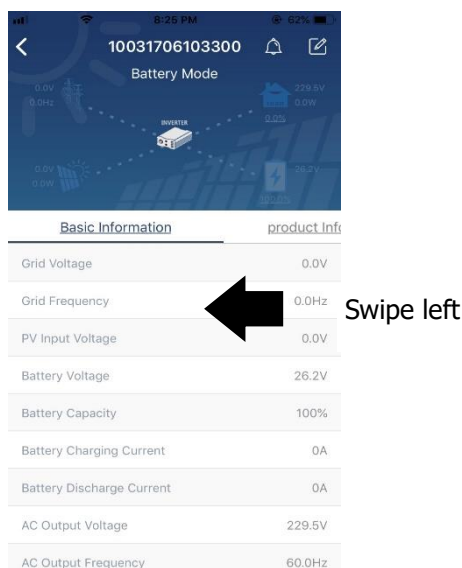 8:25 PM 62%
10031706103300
Battery Mode
0.0V
0.0Hz
229.5V
0.0W
0.0%
INVERTER
0.0V
0.0W
26.2V
Basic Information product Info
Grid Voltage 0.0V
Grid Frequency 0.0Hz
Swipe left
PV Input Voltage 0.0V
Battery Voltage 26.2V
Battery Capacity 100%
Battery Charging Current 0A
Battery Discharge Current 0A
AC Output Voltage 229.5V
AC Output Frequency 60.0Hz